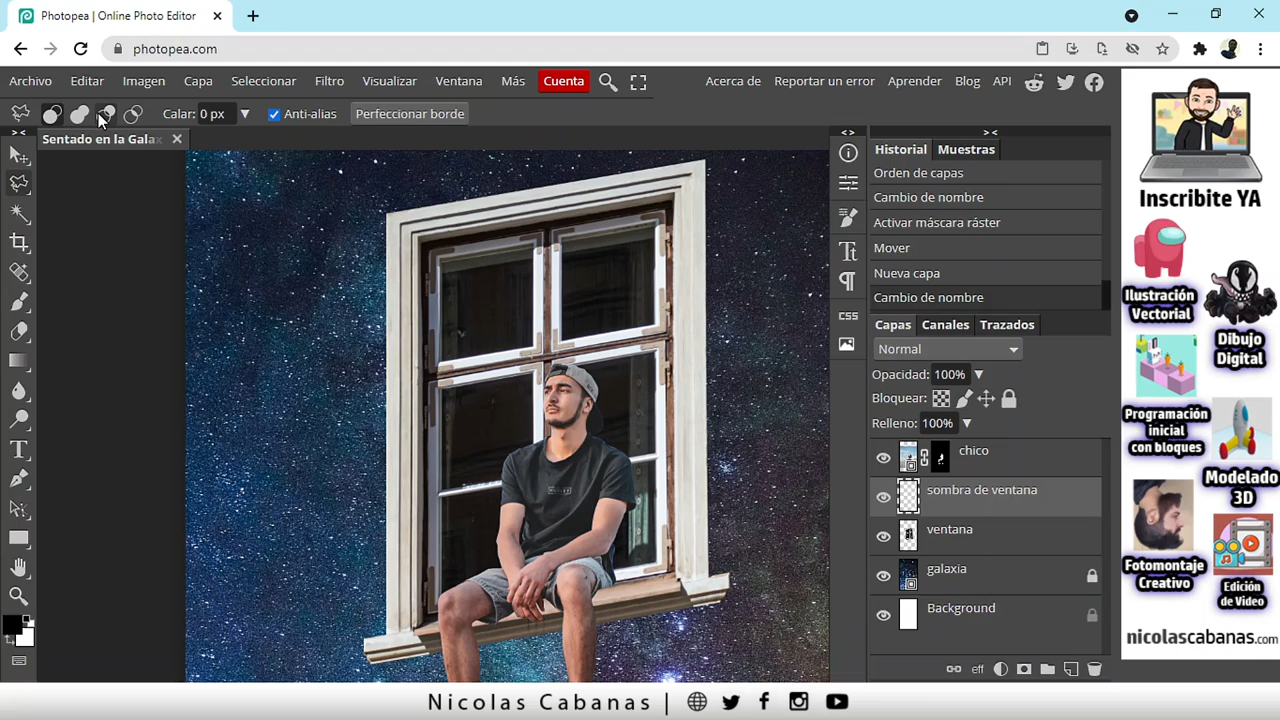 Photopea | Online Photo Editor
photopea.com
Archivo Editar Imagen Capa Seleccionar Filtro Visualizar Ventana Más Cuenta Acerca de Reportar un error Aprender Blog API
Calar: 0 px Anti-alias Perfeccionar borde
> < Sentado en la Gala < > > <
Historial Muestras
Orden de capas
Cambio de nombre
Activar máscara ráster
Mover
Nueva capa
Cambio de nombre
CSS
Capas Canales Trazados
Normal
Opacidad: 100%
Bloquear:
Relleno: 100%
chico
sombra de ventana
ventana
galaxia
Background
eff
Inscribite YA
Ilustración
Vectorial
Dibujo
Digital
Programación
inicial
con bloques
Modelado
3D
Fotomontaje
Creativo
Edición
de Video
nicolascabanas.com
Nicolas Cabanas |